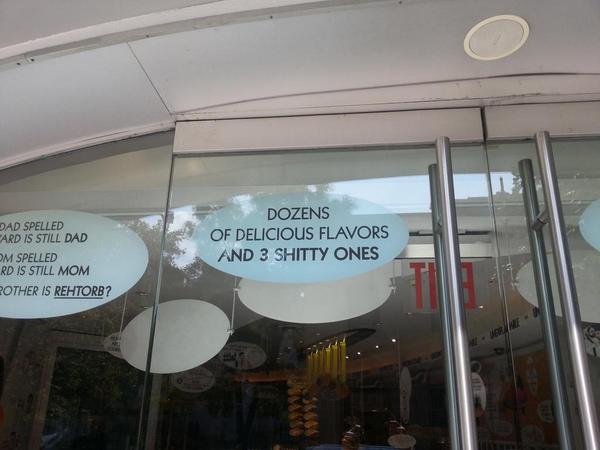 DAD SPELLED
ARD IS STILL DAD
OM SPELLED
ARD IS STILL MOM
ROTHER IS REHTORB?
DOZENS
OF DELICIOUS FLAVORS
AND 3 SHITTY ONES
EXIT